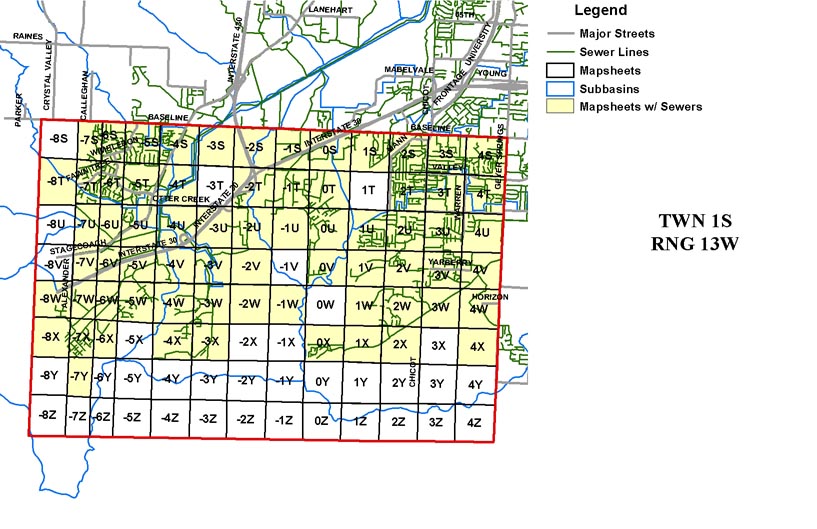 LANEHART
85TH
RAINES
CRYSTAL VALLEY
CALLEGHAN
PARKER
INTERSTATE 430
MABELVALE
FRONTAGE UNIVERSITY
YOUNG
CHICOT
BASELINE
BASELINE
INTERSTATE 30
MANN
GEYER SPRINGS
-8S -7S -6S -5S -4S -3S -2S -1S 0S 1S 2S 3S 4S
WIMBLEDON
VALLEY
-8T -7T -6T -5T -4T -3T -2T -1T 0T 1T 2T 3T 4T
OTTER CREEK
INTERSTATE 30
WARREN
-8U -7U -6U -5U -4U -3U -2U -1U 0U 1U 2U 3U 4U
STAGECOACH
INTERSTATE 30
YARBERRY
-8V -7V -6V -5V -4V -3V -2V -1V 0V 1V 2V 3V 4V
ALEXANDER
HORIZON
-8W -7W -6W -5W -4W -3W -2W -1W 0W 1W 2W 3W 4W
-8X -7X -6X -5X -4X -3X -2X -1X 0X 1X 2X 3X 4X
CHICOT
-8Y -7Y -6Y -5Y -4Y -3Y -2Y -1Y 0Y 1Y 2Y 3Y 4Y
-8Z -7Z -6Z -5Z -4Z -3Z -2Z -1Z 0Z 1Z 2Z 3Z 4Z
Legend
Major Streets
Sewer Lines
Mapsheets
Subbasins
Mapsheets w/ Sewers
TWN 1S
RNG 13W